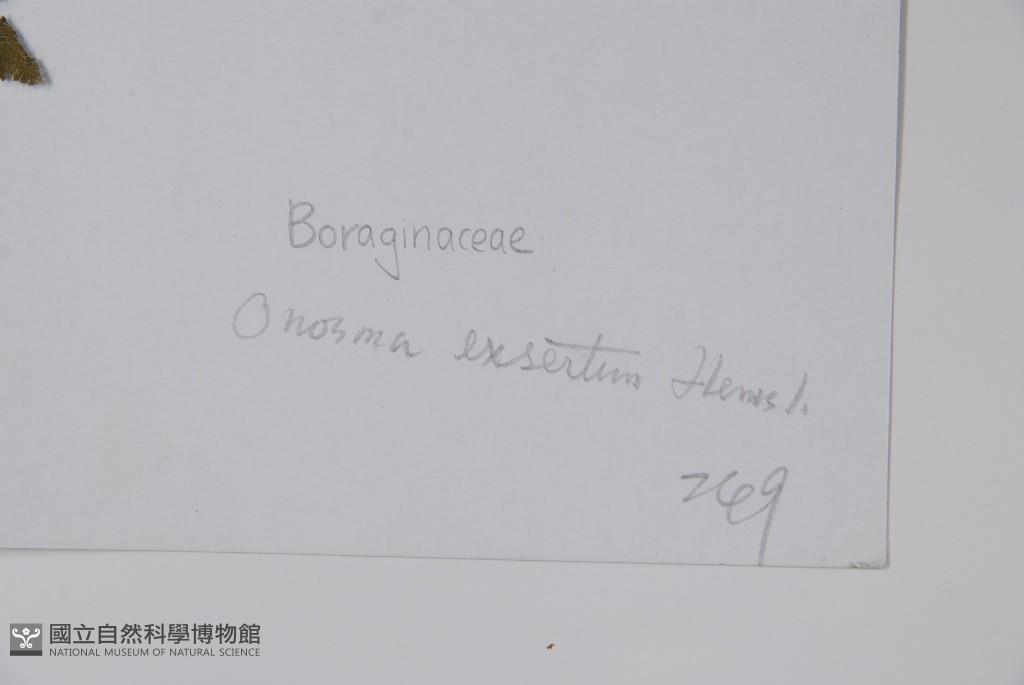 Boraginaceae
Onosma exsertum Hemsl.
269
國立自然科學博物館
NATIONAL MUSEUM OF NATURAL SCIENCE